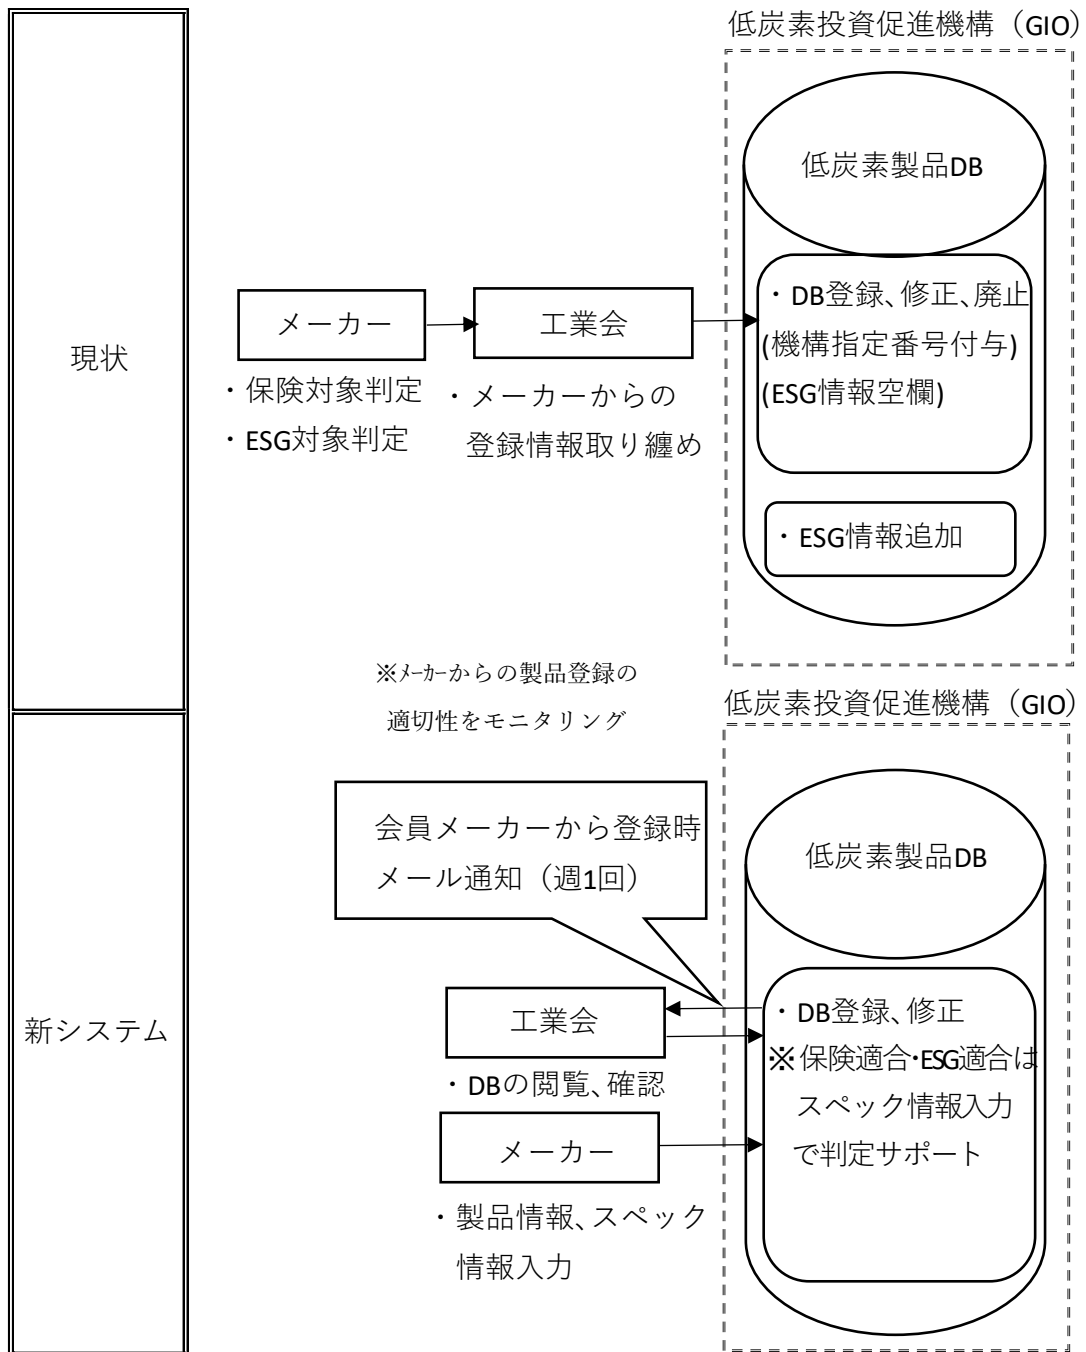 低炭素投資促進機構（GIO）
低炭素製品DB
・DB登録、修正、廃止
(機構指定番号付与)
(ESG情報空欄)
・ESG情報追加
現状
メーカー
・保険対象判定
・ESG対象判定
工業会
・メーカーからの
登録情報取り纏め
※メーカーからの製品登録の
適切性をモニタリング
低炭素投資促進機構（GIO）
新システム
会員メーカーから登録時
メール通知（週1回）
低炭素製品DB
工業会
・DBの閲覧、確認
メーカー
・製品情報、スペック
情報入力
・DB登録、修正
※保険適合・ESG適合は
スペック情報入力
で判定サポート